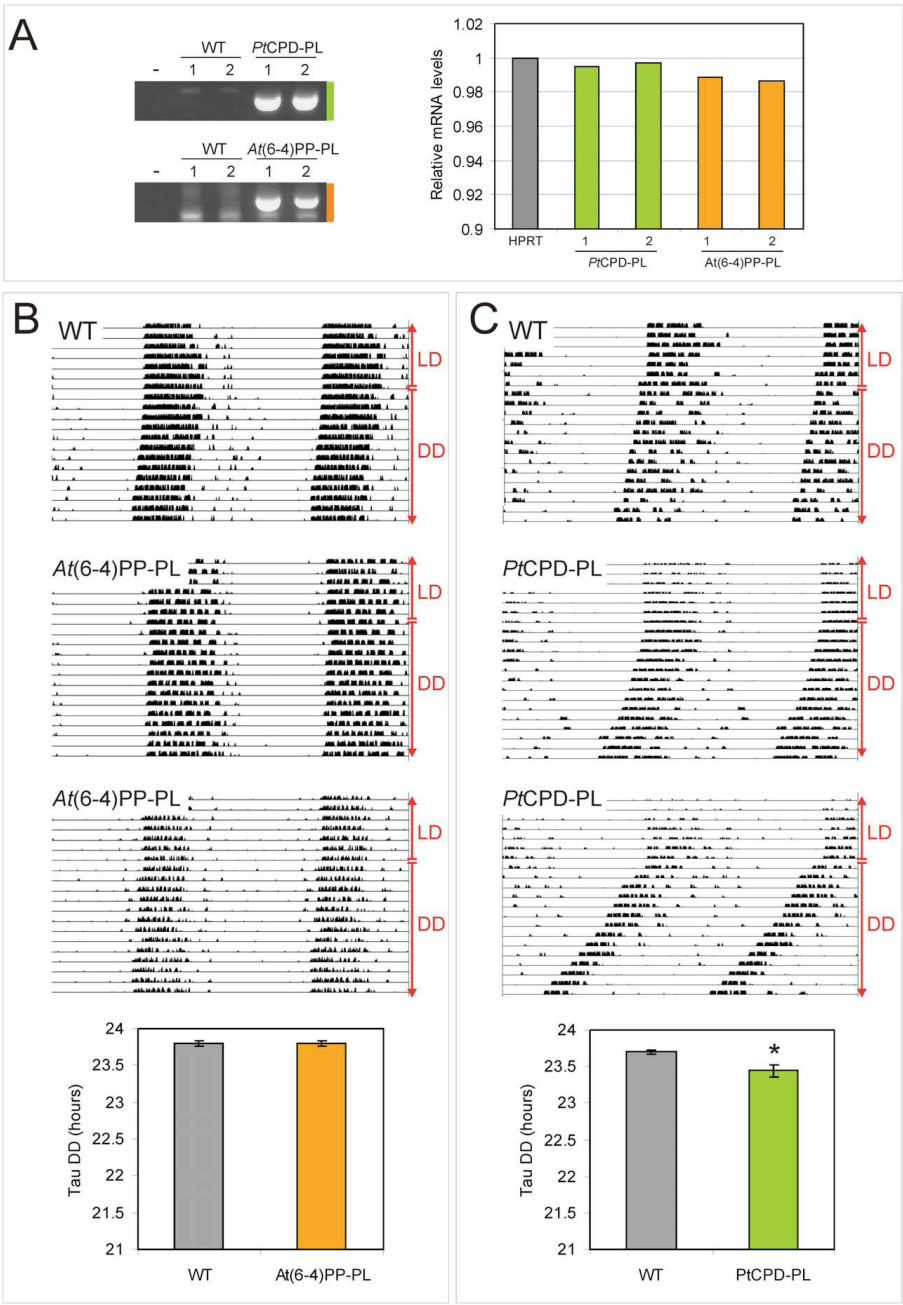 A
WT PtCPD-PL
- 1 2 1 2
WT At(6-4)PP-PL
- 1 2 1 2
Relative mRNA levels
1.02
1
0.98
0.96
0.94
0.92
0.9
HPRT 1 2 1 2
PtCPD-PL At(6-4)PP-PL
B
WT
LD
DD
At(6-4)PP-PL
LD
DD
At(6-4)PP-PL
LD
DD
Tau DD (hours)
24
23.5
23
22.5
22
21.5
21
WT At(6-4)PP-PL
C
WT
LD
DD
PtCPD-PL
LD
DD
PtCPD-PL
LD
DD
Tau DD (hours)
24
23.5
23
22.5
22
21.5
21
*
WT PtCPD-PL